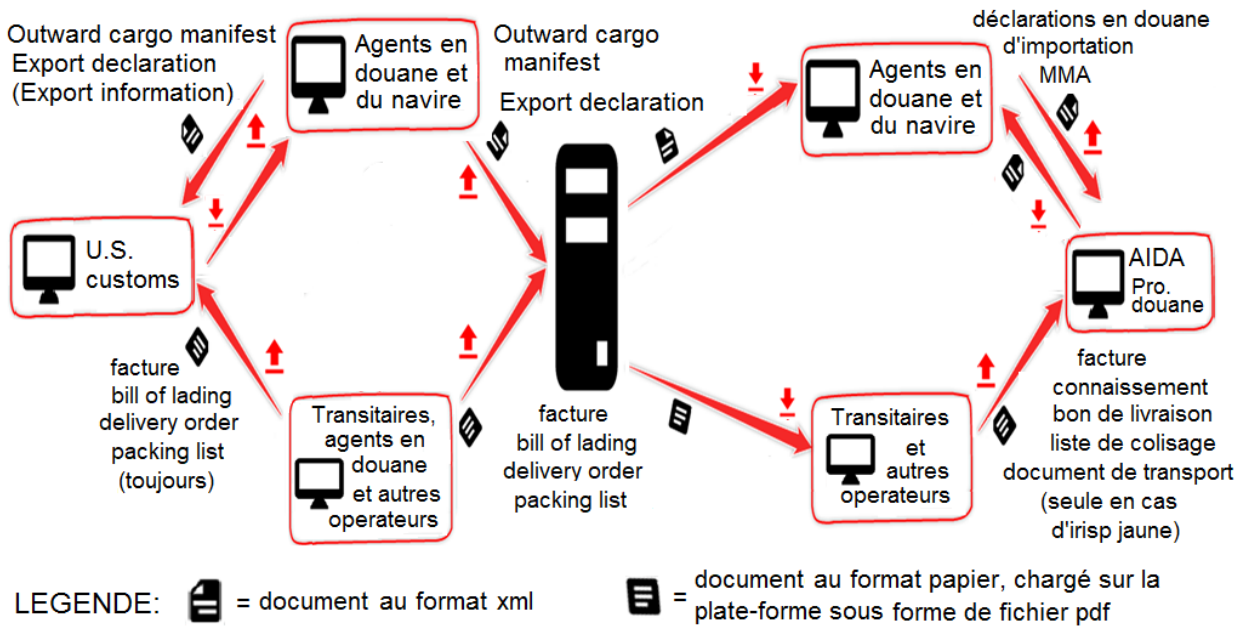 Outward cargo manifest
Export declaration
(Export information)
Agents en
douane et
du navire
Outward cargo
manifest
Export declaration
Agents en
douane et
du navire
déclarations en douane
d'importation
MMA
U.S.
customs
AIDA
Pro.
douane
facture
bill of lading
delivery order
packing list
(toujours)
Transitaires,
agents en
douane
et autres
operateurs
facture
bill of lading
delivery order
packing list
Transitaires
et
autres
operateurs
facture
connaissement
bon de livraison
liste de colisage
document de transport
(seule en cas
d'irisp jaune)
LEGENDE:
= document au format xml
= document au format papier, chargé sur la
plate-forme sous forme de fichier pdf